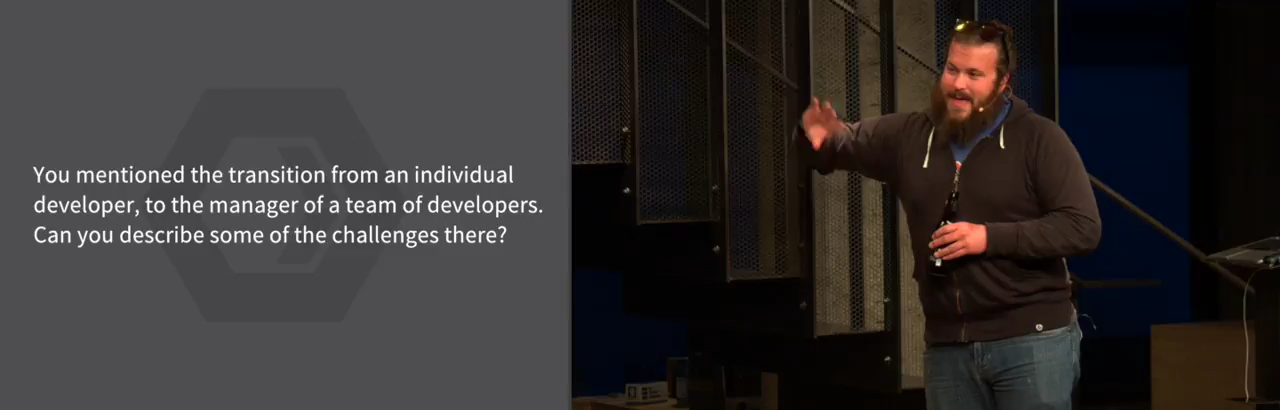 You mentioned the transition from an individual
developer, to the manager of a team of developers.
Can you describe some of the challenges there?